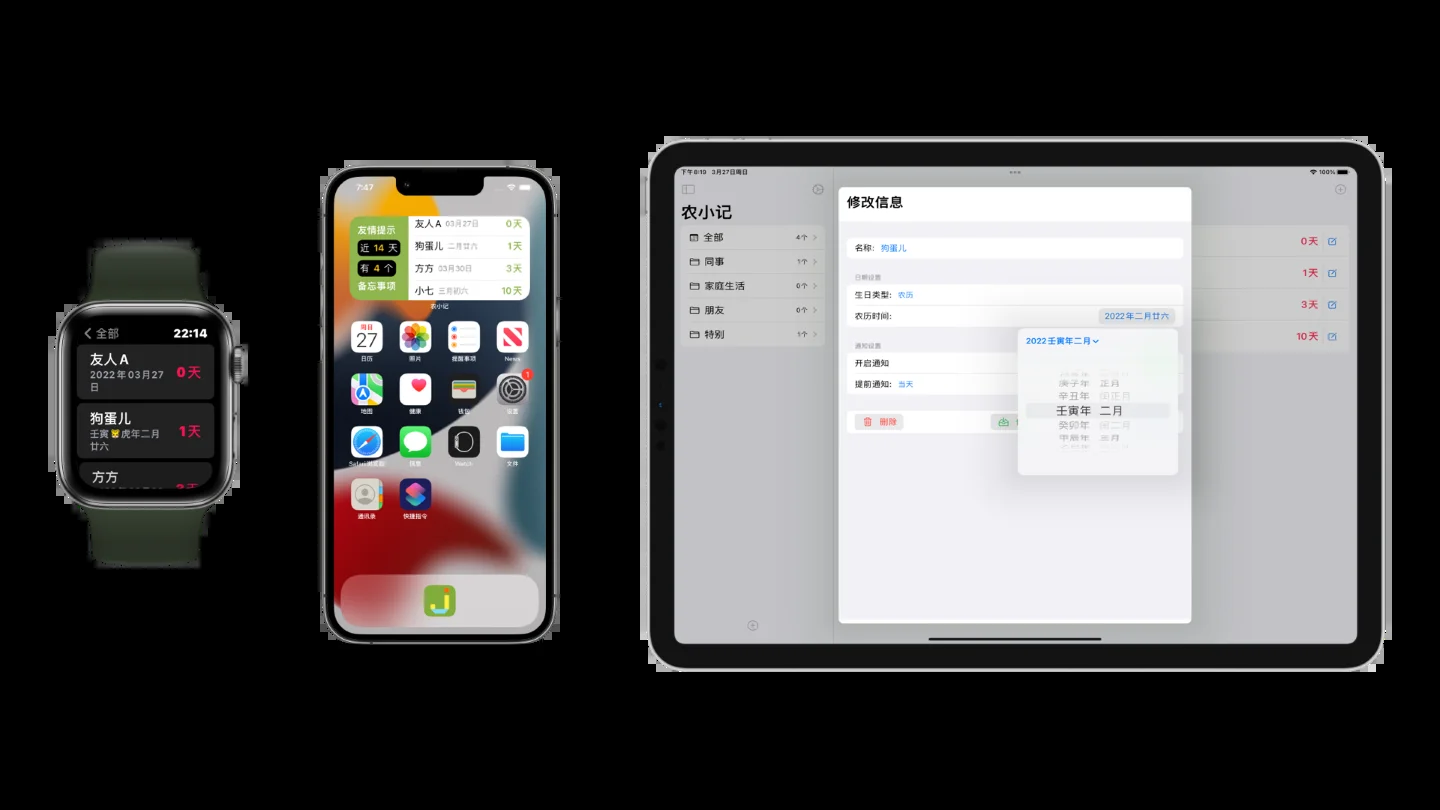 全部
22:14
友人A
2022年03月27日
0天
狗蛋儿
壬寅🐯虎年二月廿六
1天
方方
7:47
友情提示
近 14 天
有 4 个
备忘事项
友人A 03月27日 0天
狗蛋儿 二月廿六 1天
方方 03月30日 3天
小七 三月初六 10天
农小记
周日
27
日历
照片
提醒事项
News
地图
健康
钱包
设置
1
信息
Watch
文件
通讯录
快捷指令
下午8:19 3月27日周日
100%
农小记
全部 4个
同事 1个
家庭生活 0个
朋友 0个
特别 1个
修改信息
名称: 狗蛋儿
日期设置
生日类型: 农历
农历时间: 2022年二月廿六
通知设置
开启通知
提前通知: 当天
删除
2022壬寅年二月
庚子年 正月
辛丑年 闰正月
壬寅年 二月
癸卯年 闰二月
甲辰年 三月
0天
1天
3天
10天